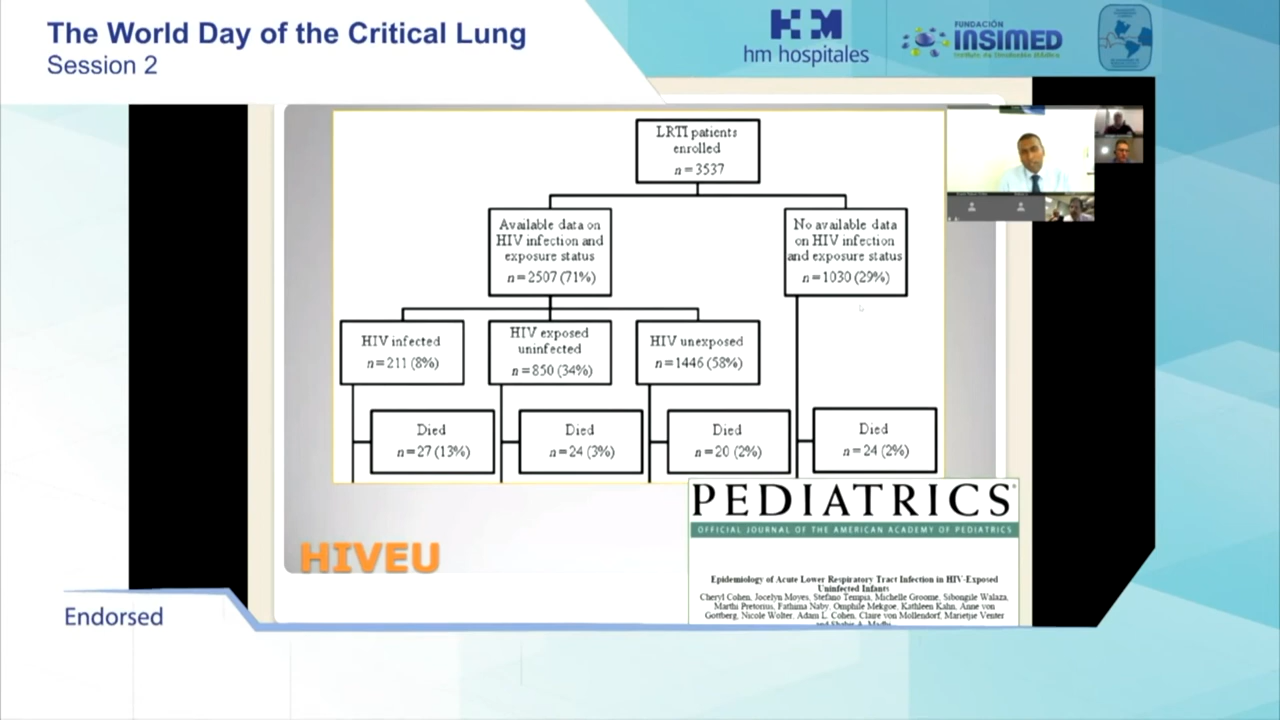 The World Day of the Critical Lung
Session 2
hm hospitales
FUNDACIÓN
INSIMED
LRTI patients
enrolled
n = 3537
Available data on
HIV infection and
exposure status
n = 2507 (71%)
No available data
on HIV infection
and exposure status
n = 1030 (29%)
HIV infected
n = 211 (8%)
HIV exposed
uninfected
n = 850 (34%)
HIV unexposed
n = 1446 (58%)
Died
n = 27 (13%)
Died
n = 24 (3%)
Died
n = 20 (2%)
Died
n = 24 (2%)
HIVEU
PEDIATRICS
OFFICIAL JOURNAL OF THE AMERICAN ACADEMY OF PEDIATRICS
Epidemiology of Acute Lower Respiratory Tract Infection in HIV-Exposed
Uninfected Infants
Cheryl Cohen, Jocelyn Moyes, Stefano Tempia, Michelle Groome, Sibongile Walaza,
Marthi Pretorius, Fathima Naby, Omphile Mekgoe, Kathleen Kahn, Anne von
Gottberg, Nicole Wolter, Adam L. Cohen, Claire von Mollendorf, Marietjie Venter
Endorsed